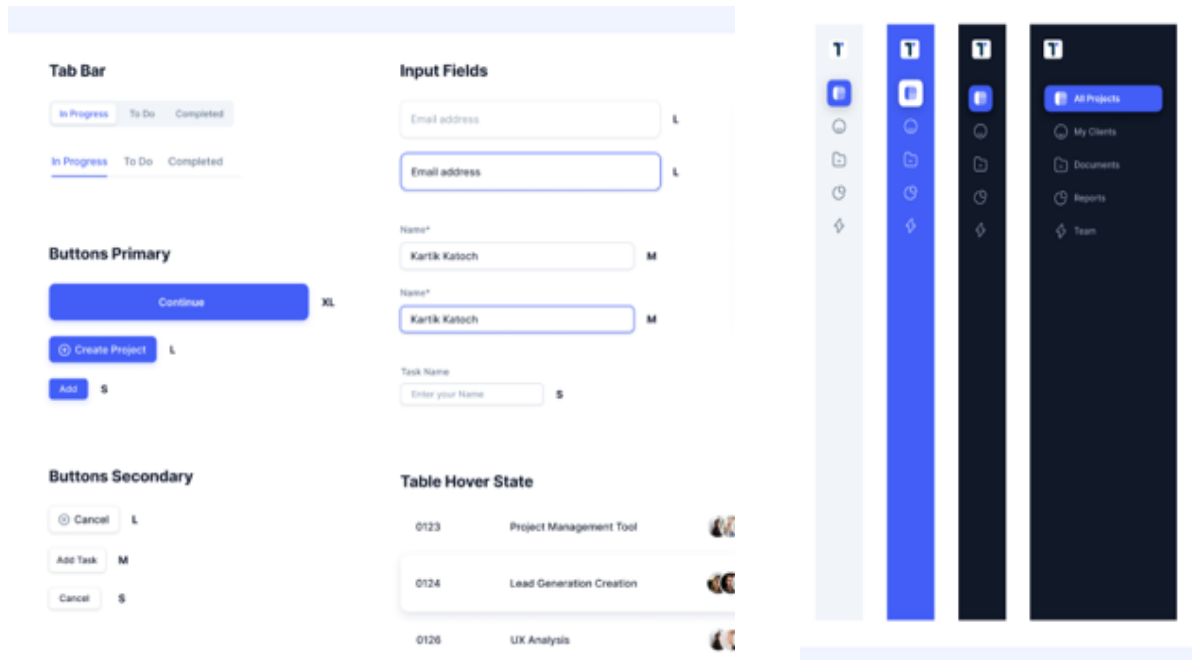 Tab Bar
In Progress To Do Completed
In Progress To Do Completed
Buttons Primary
Continue XL
Create Project L
Add S
Buttons Secondary
Cancel L
Add Task M
Cancel S
Input Fields
Email address L
Email address L
Name*
Kartik Katoch M
Name*
Kartik Katoch M
Task Name
Enter your Name S
Table Hover State
0123 Project Management Tool
0124 Lead Generation Creation
0126 UX Analysis
T T T T
All Projects
My Clients
Documents
Reports
Team